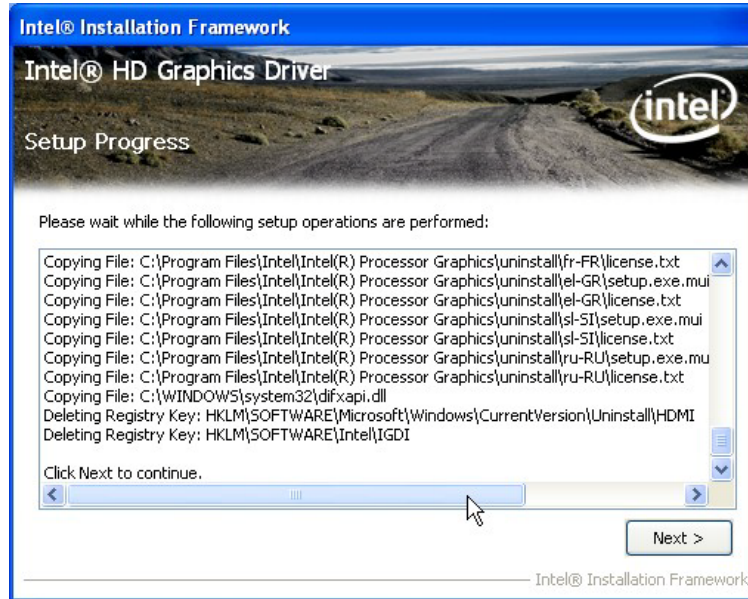 Intel® Installation Framework
Intel® HD Graphics Driver
intel
Setup Progress
Please wait while the following setup operations are performed:
Copying File: C:\Program Files\Intel\Intel(R) Processor Graphics\uninstall\fr-FR\license.txt
Copying File: C:\Program Files\Intel\Intel(R) Processor Graphics\uninstall\el-GR\setup.exe.mui
Copying File: C:\Program Files\Intel\Intel(R) Processor Graphics\uninstall\el-GR\license.txt
Copying File: C:\Program Files\Intel\Intel(R) Processor Graphics\uninstall\sl-SI\setup.exe.mui
Copying File: C:\Program Files\Intel\Intel(R) Processor Graphics\uninstall\sl-SI\license.txt
Copying File: C:\Program Files\Intel\Intel(R) Processor Graphics\uninstall\ru-RU\setup.exe.mu
Copying File: C:\Program Files\Intel\Intel(R) Processor Graphics\uninstall\ru-RU\license.txt
Copying File: C:\WINDOWS\system32\difxapi.dll
Deleting Registry Key: HKLM\SOFTWARE\Microsoft\Windows\CurrentVersion\Uninstall\HDMI
Deleting Registry Key: HKLM\SOFTWARE\Intel\IGDI
Click Next to continue.
Next >
Intel® Installation Framework